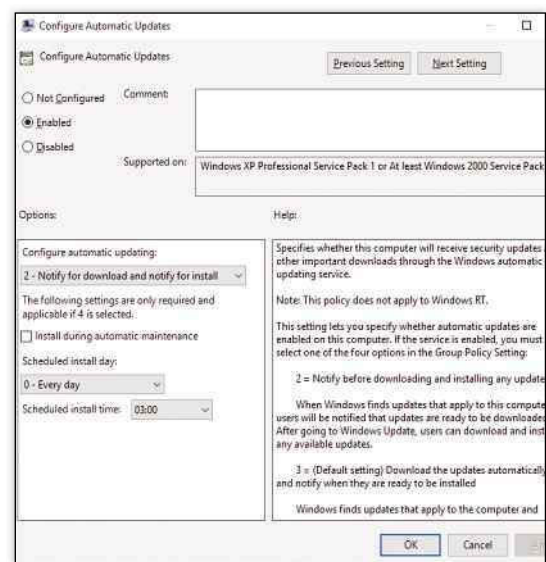 Configure Automatic Updates
Configure Automatic Updates
Previous Setting
Next Setting
Not Configured
Comment:
Enabled
Disabled
Supported on:
Windows XP Professional Service Pack 1 or At least Windows 2000 Service Pack
Options:
Help:
Configure automatic updating:
2 - Notify for download and notify for install
The following settings are only required and
applicable if 4 is selected.
Install during automatic maintenance
Scheduled install day:
0 - Every day
Scheduled install time:
03:00
Specifies whether this computer will receive security updates
other important downloads through the Windows automatic
updating service.
Note: This policy does not apply to Windows RT.
This setting lets you specify whether automatic updates are
enabled on this computer. If the service is enabled, you must
select one of the four options in the Group Policy Setting:
2 = Notify before downloading and installing any update
When Windows finds updates that apply to this compute
users will be notified that updates are ready to be downloade
After going to Windows Update, users can download and inst
any available updates.
3 = (Default setting) Download the updates automatically
and notify when they are ready to be installed
Windows finds updates that apply to the computer and
OK
Cancel